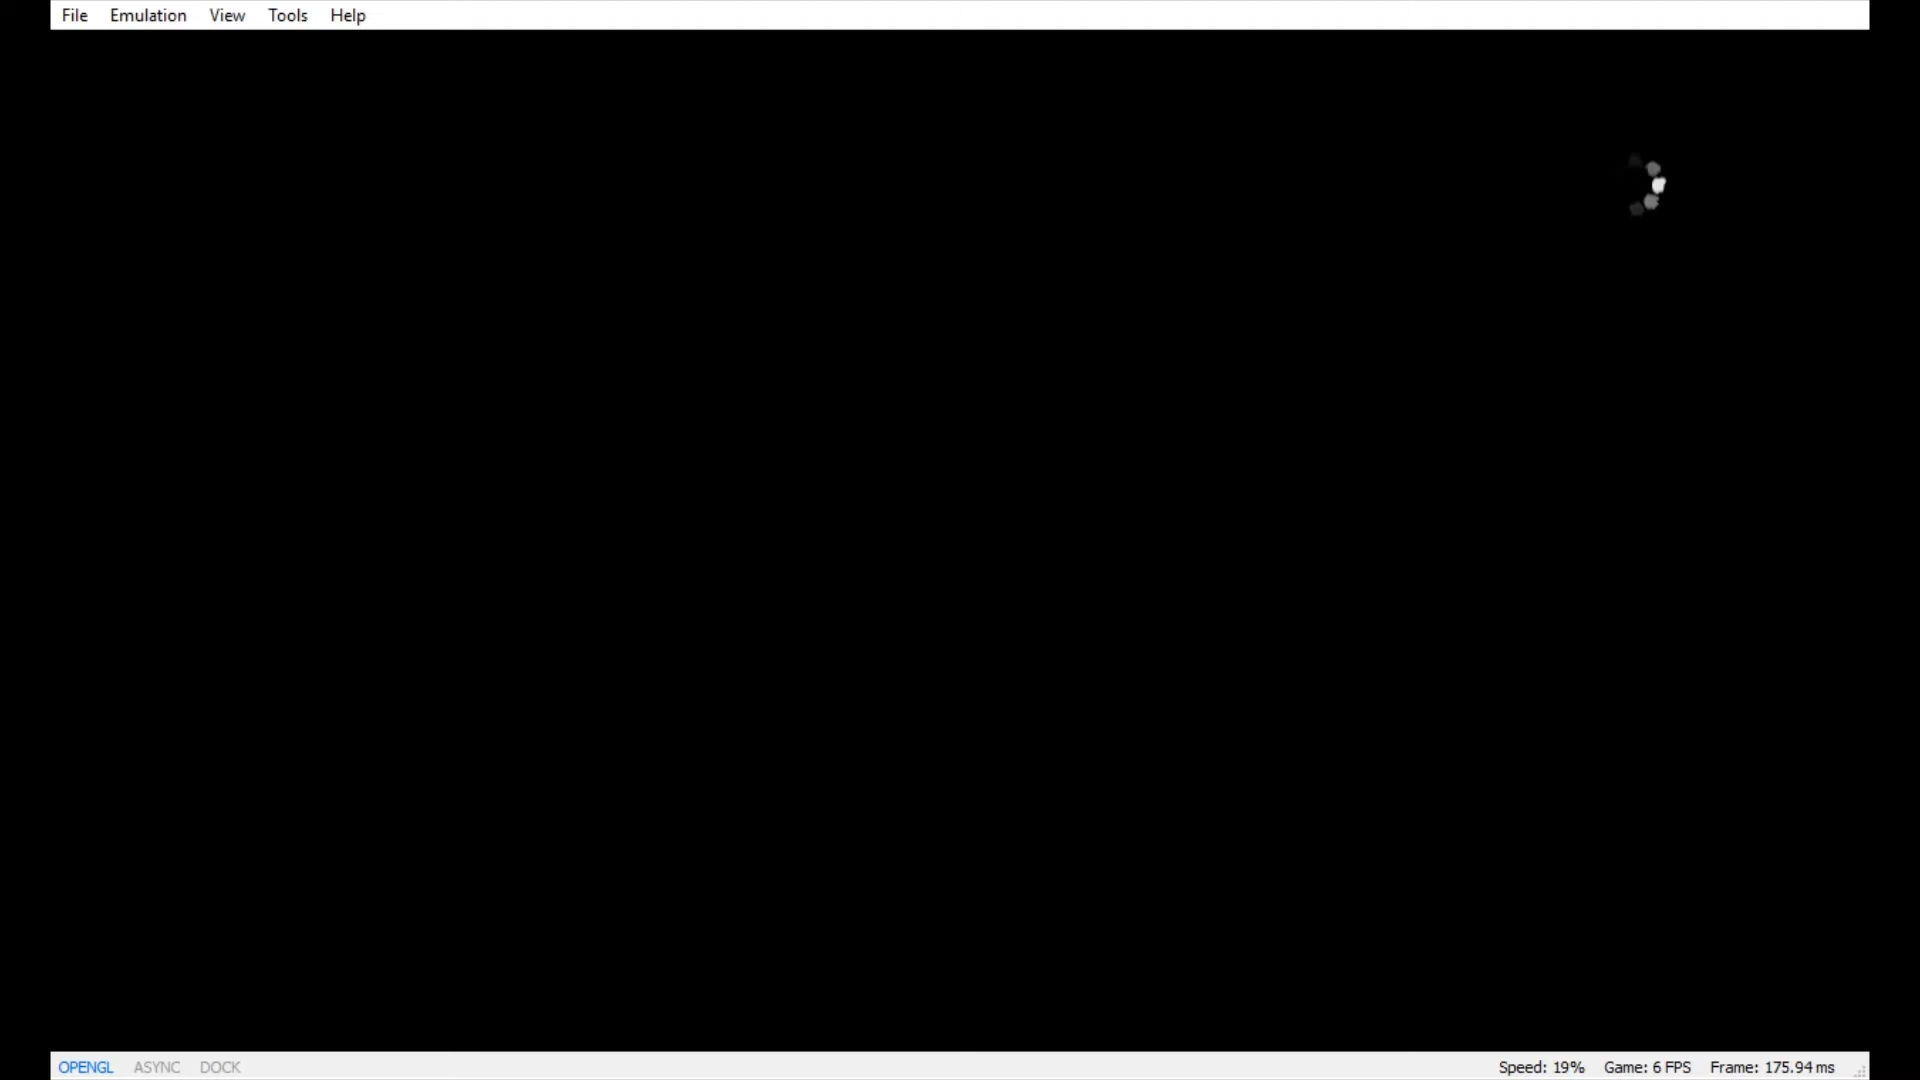 File Emulation View Tools Help
OPENGL ASYNC DOCK Speed: 19% Game: 6 FPS Frame: 175.94 ms